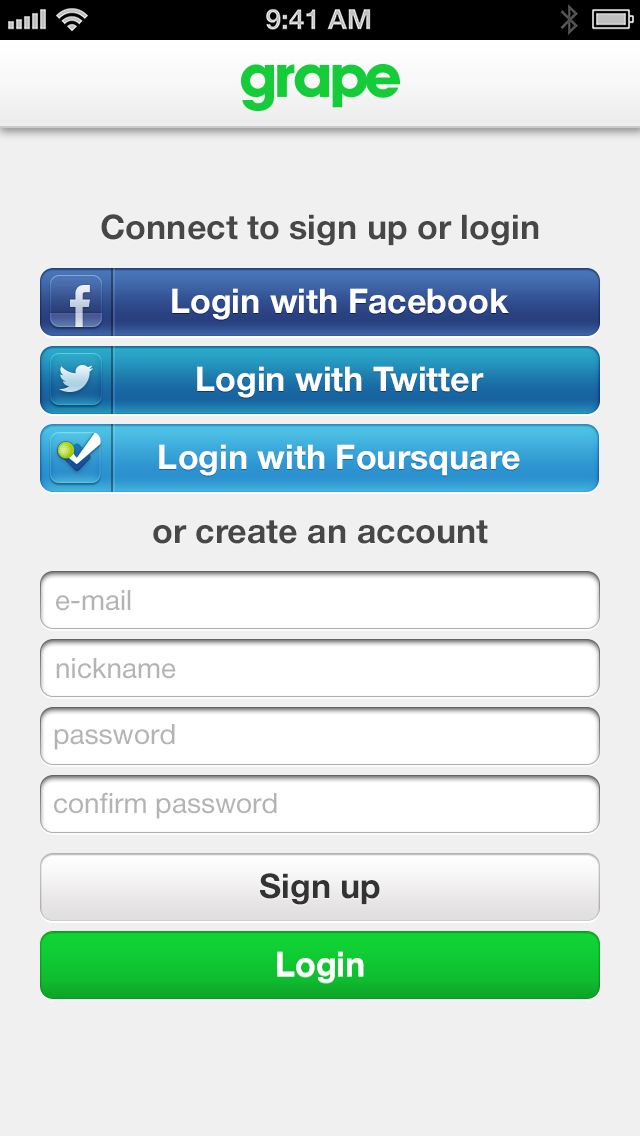 9:41 AM
grape
Connect to sign up or login
Login with Facebook
Login with Twitter
Login with Foursquare
or create an account
e-mail
nickname
password
confirm password
Sign up
Login